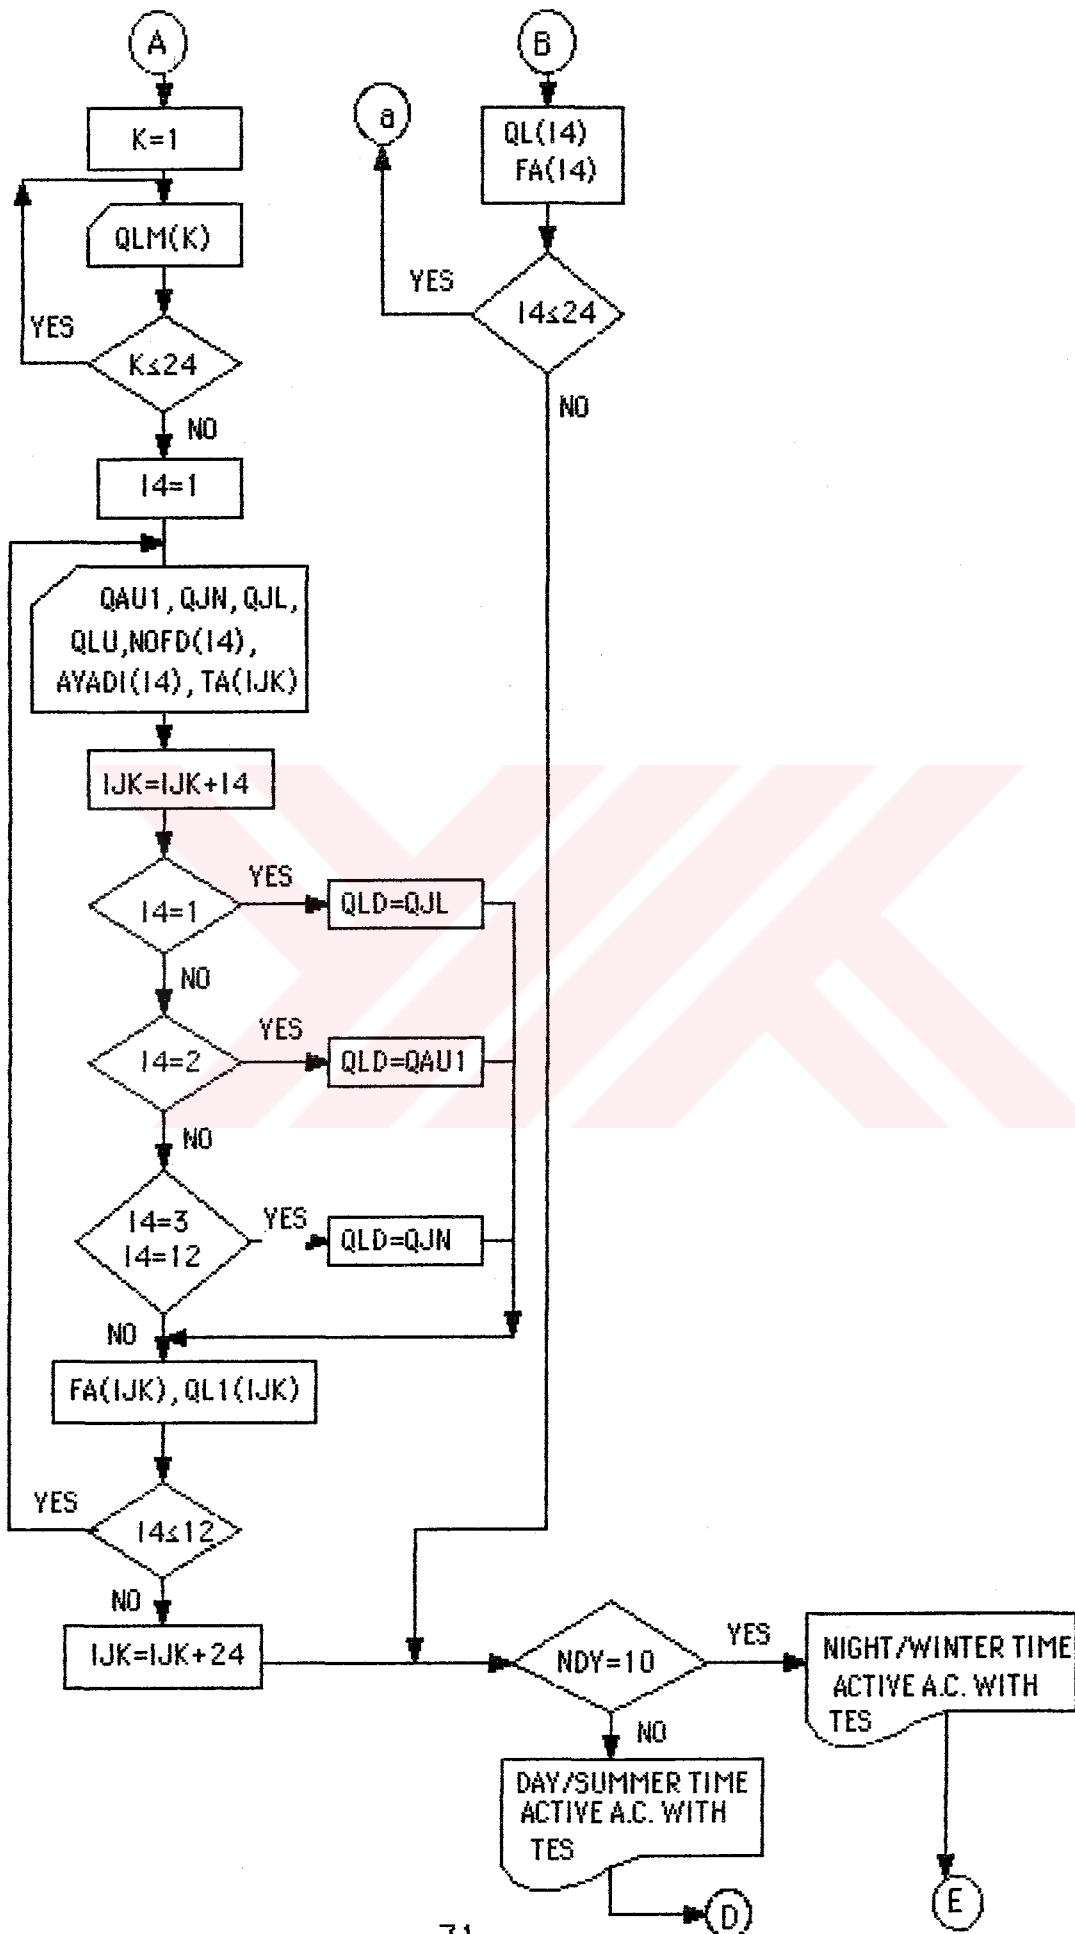 A
K=1
QLM(K)
YES
K≤24
NO
I4=1
QAU1, QJN, QJL,
QLU,NOFD(I4),
AYADI(I4), TA(IJK)
IJK=IJK+I4
I4=1
YES
QLD=QJL
NO
I4=2
YES
QLD=QAU1
NO
I4=3
I4=12
YES
QLD=QJN
NO
FA(IJK), QL1(IJK)
YES
I4≤12
NO
IJK=IJK+24
B
a
QL(I4)
FA(I4)
YES
I4≤24
NO
NDY=10
YES
NIGHT/WINTER TIME
ACTIVE A.C. WITH
TES
NO
DAY/SUMMER TIME
ACTIVE A.C. WITH
TES
D
E